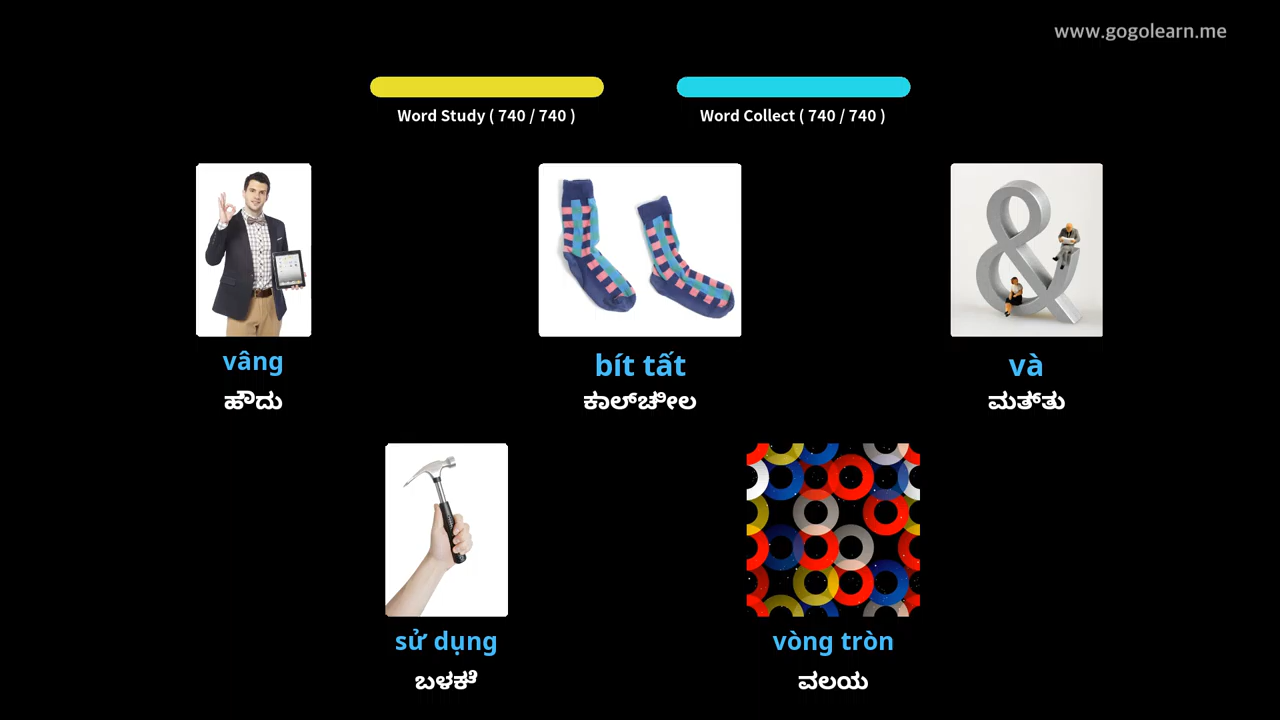 www.gogolearn.me
Word Study ( 740 / 740 )
Word Collect ( 740 / 740 )
vâng
ಹೌದು
bít tất
ಕಾಲ್ಚೀಲ
và
ಮತ್ತು
sử dụng
ಬಳಕೆ
vòng tròn
ವಲಯ